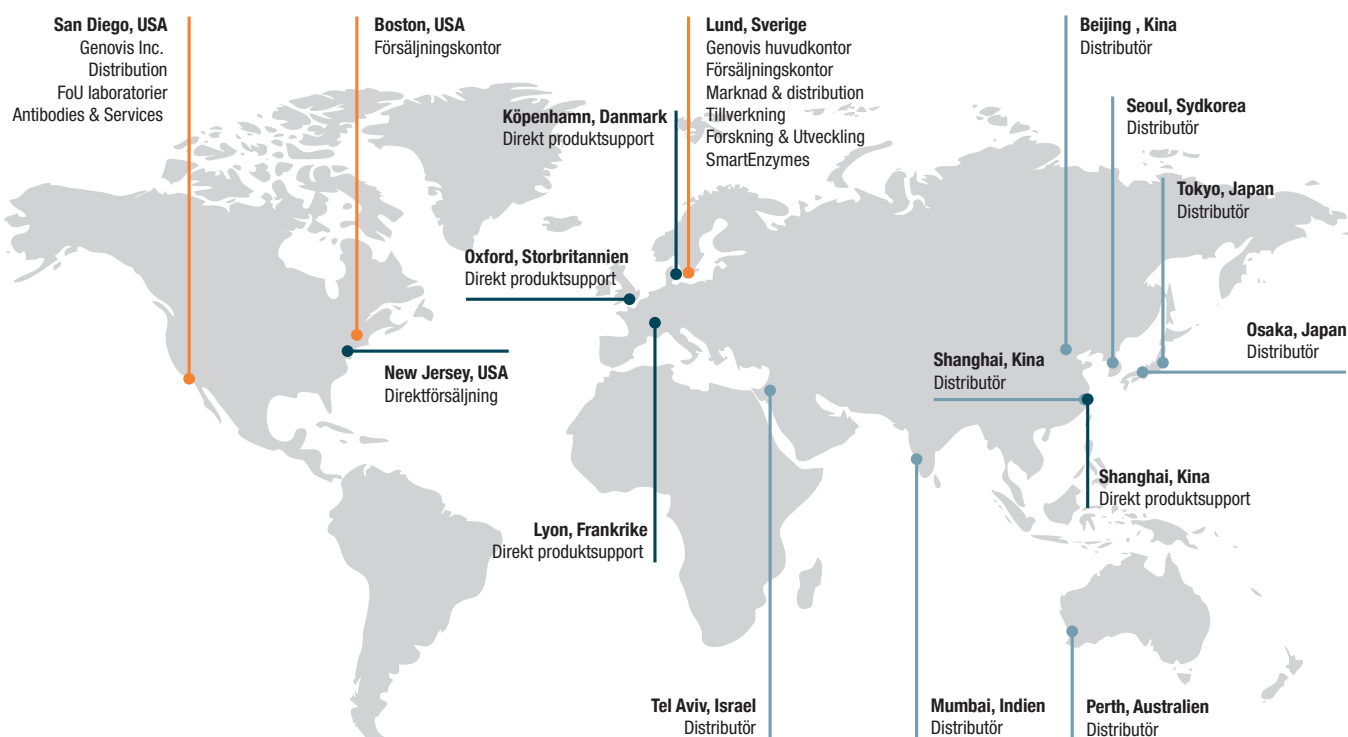 San Diego, USA
Genovis Inc.
Distribution
FoU laboratorier
Antibodies & Services
Boston, USA
Försäljningskontor
Lund, Sverige
Genovis huvudkontor
Försäljningskontor
Marknad & distribution
Tillverkning
Forskning & Utveckling
SmartEnzymes
Beijing , Kina
Distributör
Köpenhamn, Danmark
Direkt produktsupport
Seoul, Sydkorea
Distributör
Tokyo, Japan
Distributör
Oxford, Storbritannien
Direkt produktsupport
Osaka, Japan
Distributör
New Jersey, USA
Direktförsäljning
Shanghai, Kina
Distributör
Shanghai, Kina
Direkt produktsupport
Lyon, Frankrike
Direkt produktsupport
Tel Aviv, Israel
Distributör
Mumbai, Indien
Distributör
Perth, Australien
Distributör